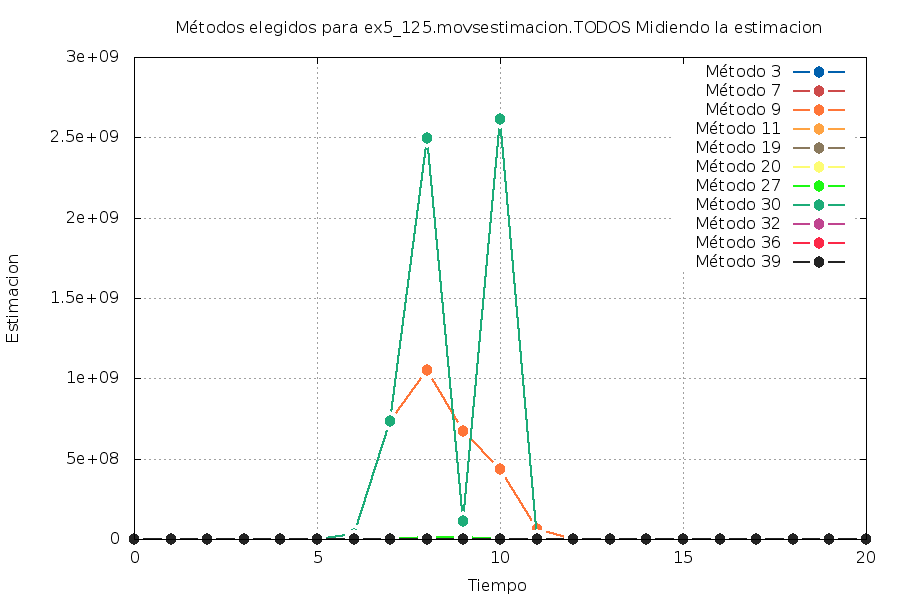 Métodos elegidos para ex5_125.movsestimacion.TODOS Midiendo la estimacion
3e+09
2.5e+09
2e+09
1.5e+09
1e+09
5e+08
0
Estimacion
0 5 10 15 20
Tiempo
Método 3
Método 7
Método 9
Método 11
Método 19
Método 20
Método 27
Método 30
Método 32
Método 36
Método 39